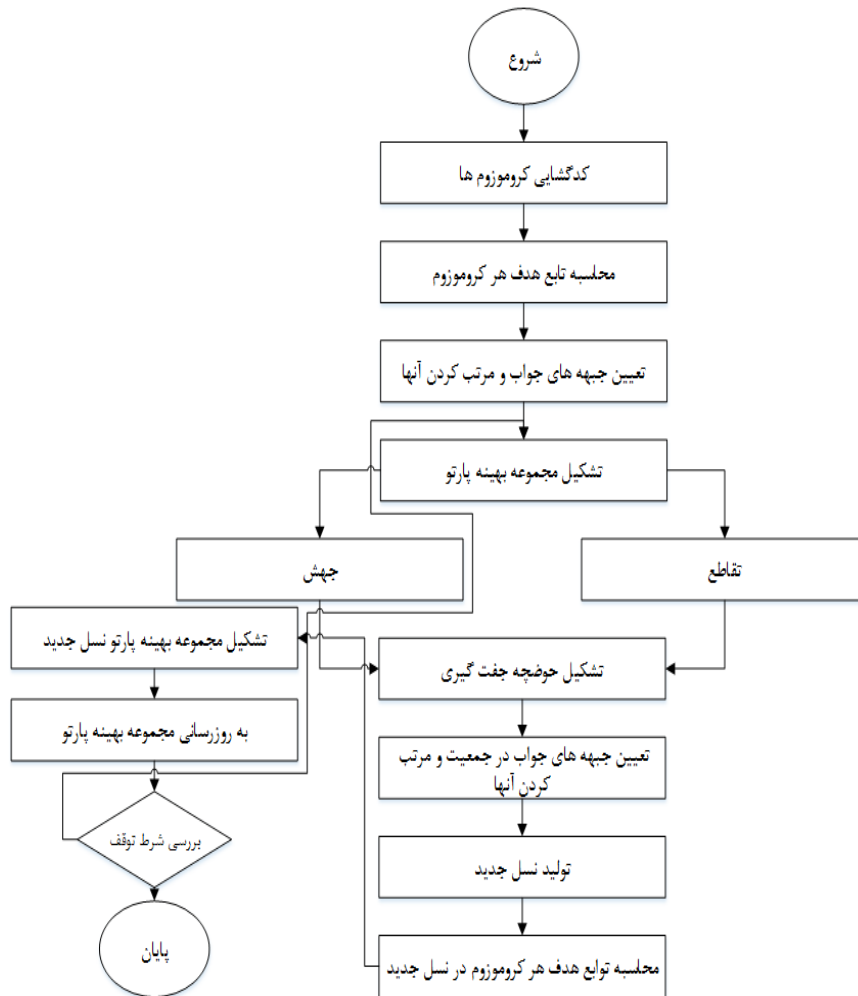 شروع
کدگشایی کروموزوم ها
محاسبه تابع هدف هر کروموزوم
تعیین جبهه های جواب و مرتب کردن آنها
تشکیل مجموعه بهینه پارتو
تقاطع
جهش
تشکیل حوضچه جفت گیری
تعیین جبهه های جواب در جمعیت و مرتب
کردن آنها
تولید نسل جدید
محاسبه توابع هدف هر کروموزوم در نسل جدید
تشکیل مجموعه بهینه پارتو نسل جدید
به روزرسانی مجموعه بهینه پارتو
بررسی شرط توقف
پایان